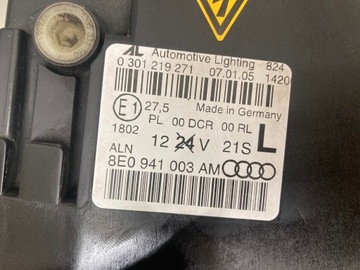 AL Automotive Lighting 824
0 301 219 271 07.01.05 1420
E1 27,5 Made in Germany
PL 00 DCR 00 RL
1802
12 24 V 21S L
ALN
8E0 941 003 AM